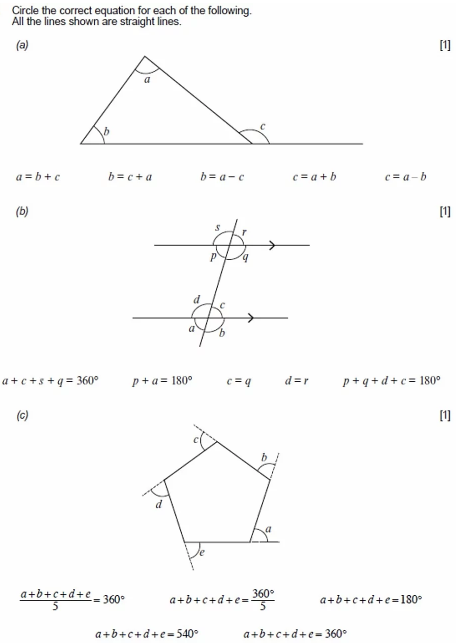 Circle the correct equation for each of the following.
All the lines shown are straight lines.
(a) [1]
a
b
c
a = b + c b = c + a b = a – c c = a + b c = a – b
(b) [1]
s r
p q
d c
a b
a + c + s + q = 360° p + a = 180° c = q d = r p + q + d + c = 180°
(c) [1]
c
b
d
a
e
a+b+c+d+e/5 = 360° a+b+c+d+e = 360°/5 a+b+c+d+e = 180°
a+b+c+d+e = 540° a+b+c+d+e = 360°